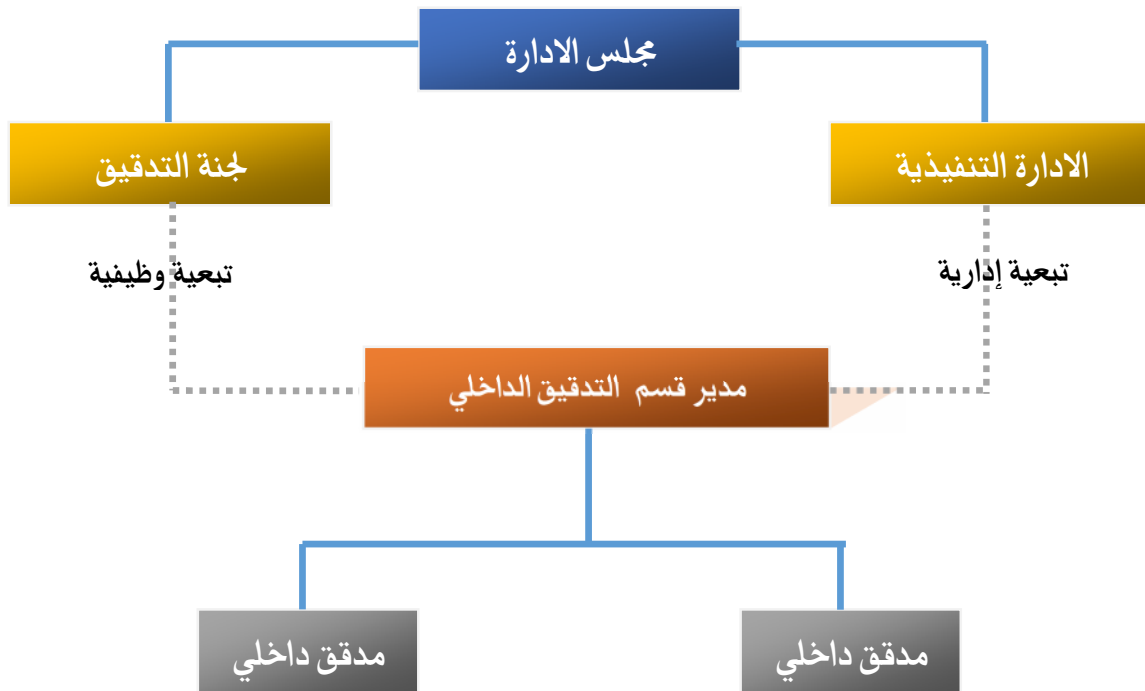 مجلس الادارة
الادارة التنفيذية
لجنة التدقيق
تبعية إدارية
تبعية وظيفية
مدير قسم التدقيق الداخلي
مدقق داخلي
مدقق داخلي